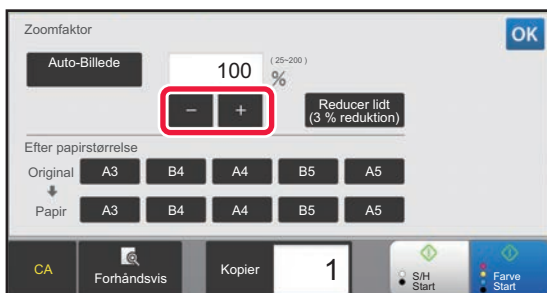 Zoomfaktor
OK
Auto-Billede
100
(25~200)
%
−
+
Reducer lidt
(3 % reduktion)
Efter papirstørrelse
Original
A3
B4
A4
B5
A5
Papir
A3
B4
A4
B5
A5
CA
Forhåndsvis
Kopier
1
S/H
Start
Farve
Start